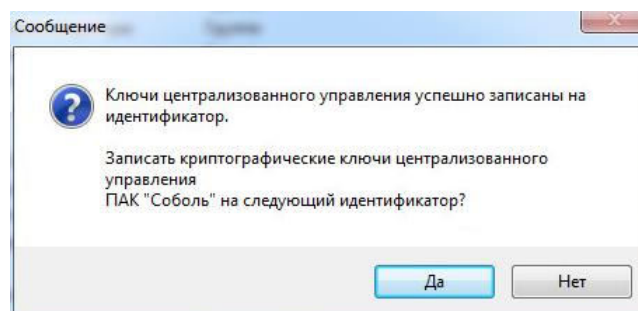 Сообщение
Ключи централизованного управления успешно записаны на
идентификатор.
Записать криптографические ключи централизованного
управления
ПАК "Соболь" на следующий идентификатор?
Да
Нет